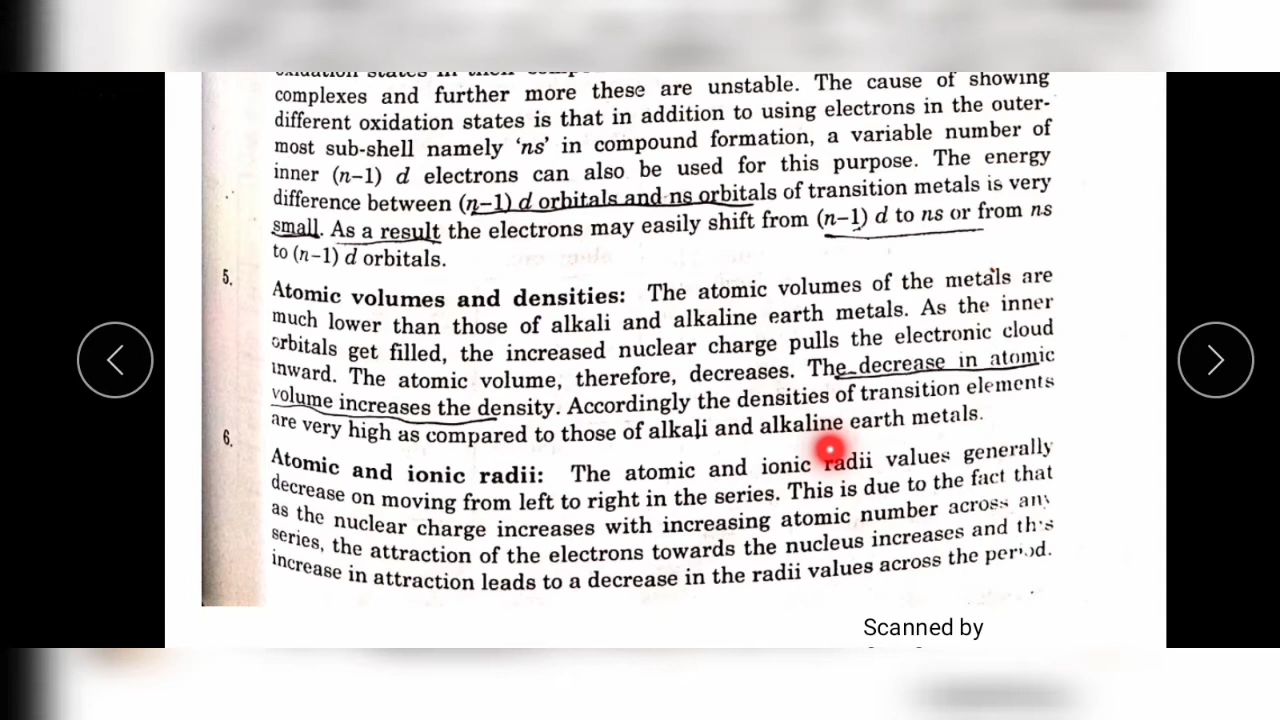 complexes and further more these are unstable. The cause of showing
different oxidation states is that in addition to using electrons in the outer-
most sub-shell namely ‘ns’ in compound formation, a variable number of
inner (n–1) d electrons can also be used for this purpose. The energy
difference between (n–1) d orbitals and ns orbitals of transition metals is very
small. As a result the electrons may easily shift from (n–1) d to ns or from ns
to (n–1) d orbitals.
5. Atomic volumes and densities: The atomic volumes of the metals are
much lower than those of alkali and alkaline earth metals. As the inner
orbitals get filled, the increased nuclear charge pulls the electronic cloud
inward. The atomic volume, therefore, decreases. The decrease in atomic
volume increases the density. Accordingly the densities of transition elements
are very high as compared to those of alkali and alkaline earth metals.
6. Atomic and ionic radii: The atomic and ionic radii values generally
decrease on moving from left to right in the series. This is due to the fact that
as the nuclear charge increases with increasing atomic number across any
series, the attraction of the electrons towards the nucleus increases and this
increase in attraction leads to a decrease in the radii values across the period.
Scanned by